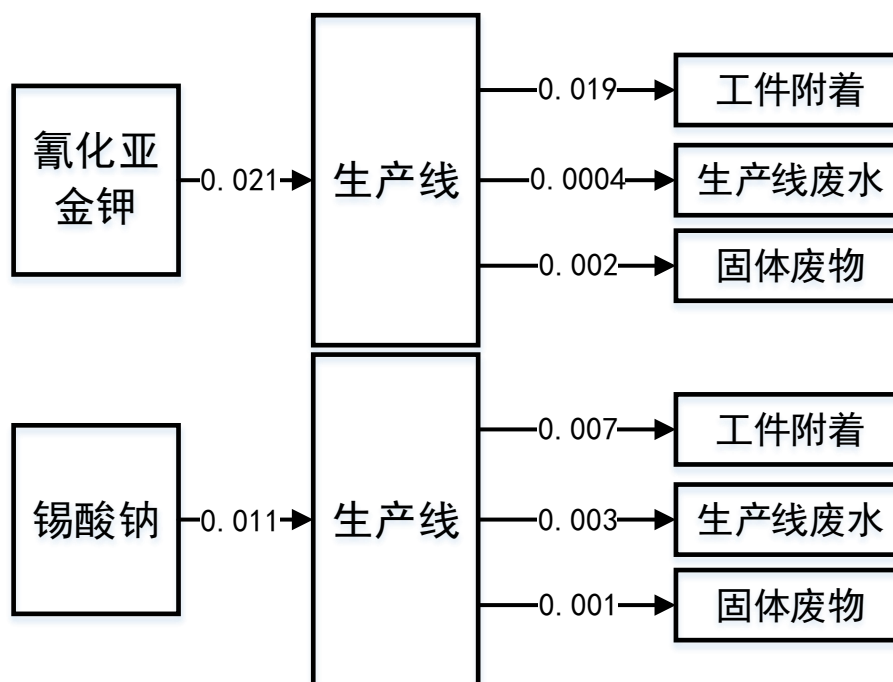 氰化亚
金钾
0.021
生产线
0.019
工件附着
0.0004
生产线废水
0.002
固体废物
锡酸钠
0.011
生产线
0.007
工件附着
0.003
生产线废水
0.001
固体废物